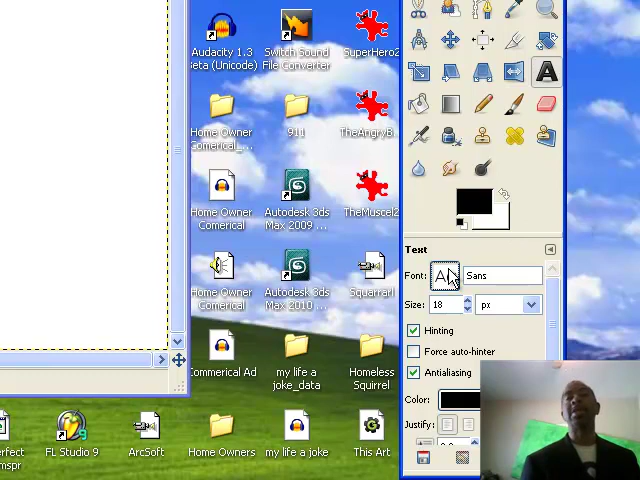 Audacity 1.3
Beta (Unicode)
Switch Sound
File Converter
SuperHero2
Home Owner
Comerical_...
911
TheAngryB...
Home Owner
Comerical
Autodesk 3ds
Max 2009 ...
TheMuscel2
Home Owner
Comerical
Autodesk 3ds
Max 2010 ...
Squarrarl
Commerical Ad
my life a
joke_data
Homeless
Squirrel
FL Studio 9
ArcSoft
Home Owners
my life a joke
This Art
Text
Font:
Sans
Size:
18
px
Hinting
Force auto-hinter
Antialiasing
Color:
Justify: